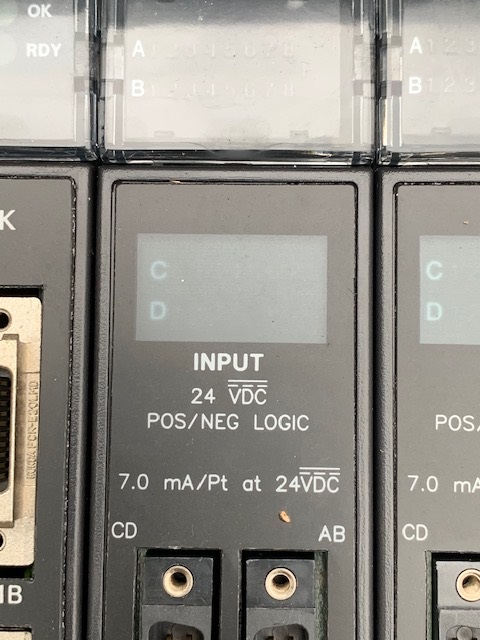 OK
RDY
A 1 2 3 4 5 6 7 8
B 1 2 3 4 5 6 7 8
A 1 2 3
B 1 2 3
K
C
D
C
D
INPUT
24 VDC
POS/NEG LOGIC
POS/
7.0 mA/Pt at 24VDC
7.0 mA
CD
AB
CD